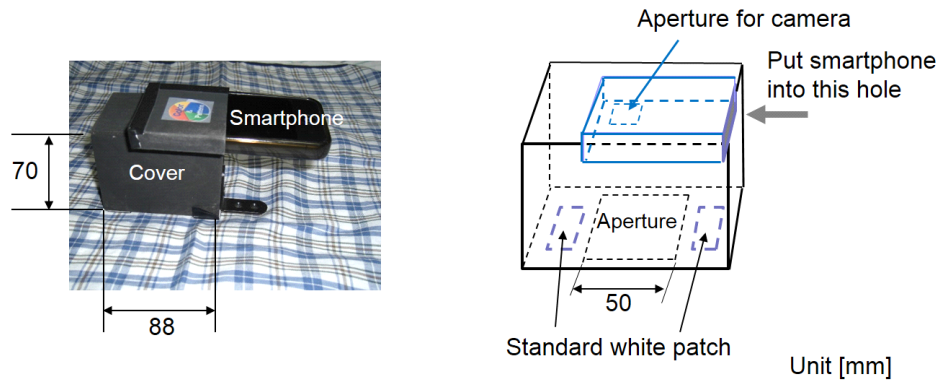 Aperture for camera
Put smartphone
into this hole
Smartphone
70
Cover
Aperture
88
50
Standard white patch
Unit [mm]